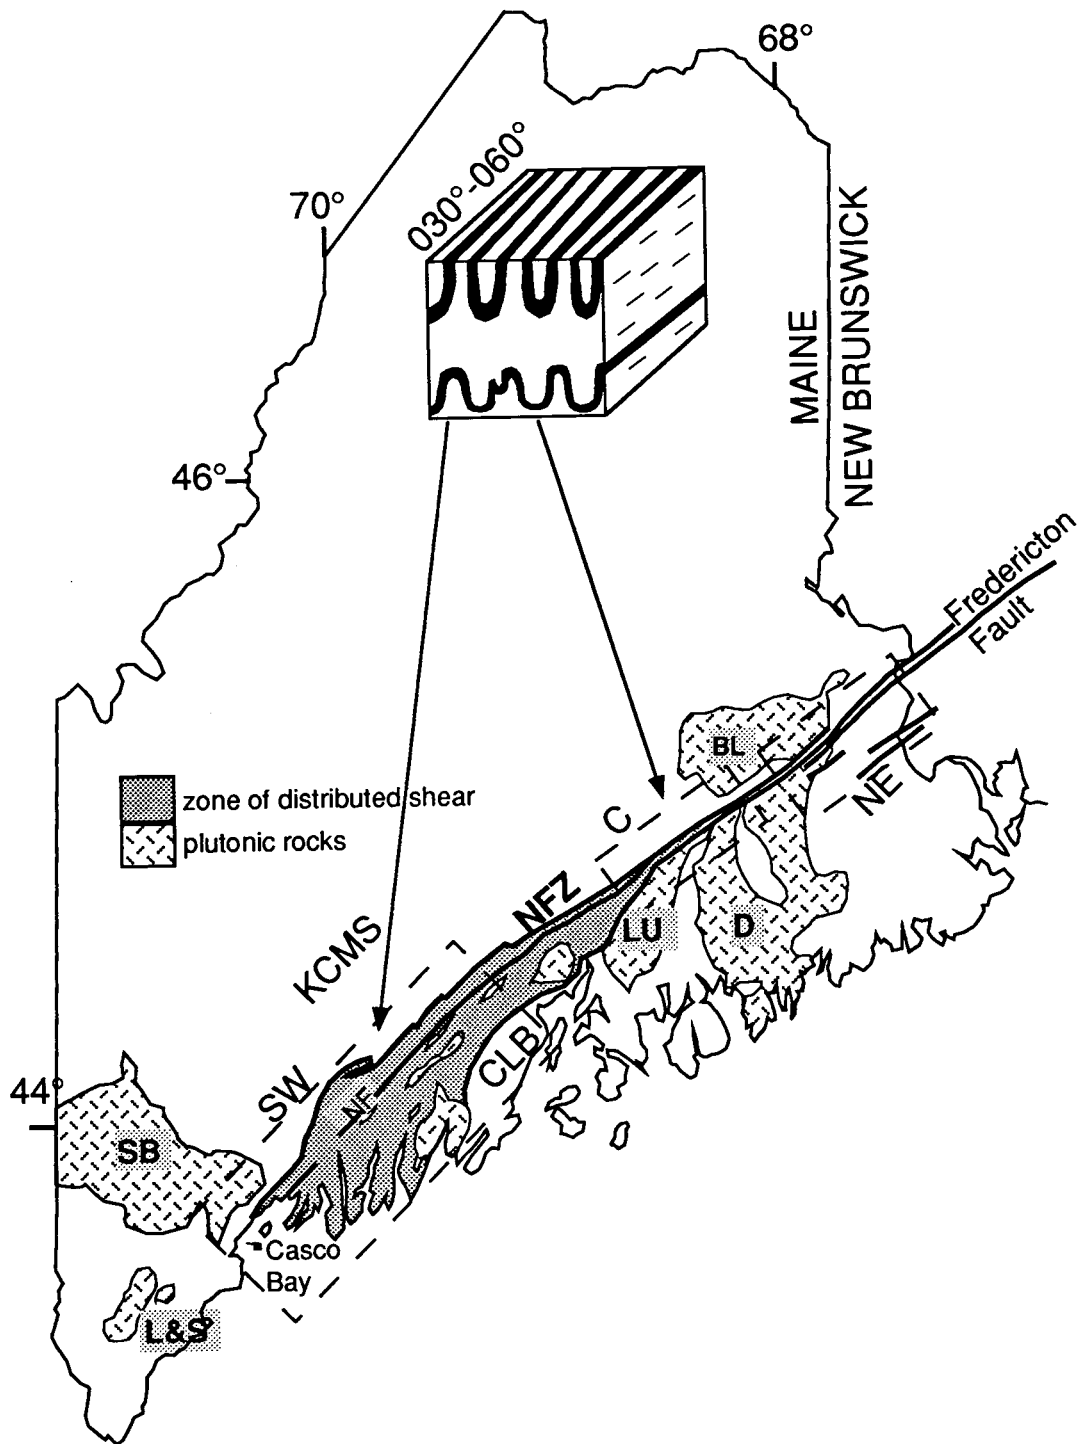 68°
030°-060°
70°
MAINE
NEW BRUNSWICK
46°
Fredericton
Fault
BL
zone of distributed shear
plutonic rocks
C
NE
NFZ
LU
D
KCMS
CLB
SW
NF
44°
SB
Casco
Bay
L&S